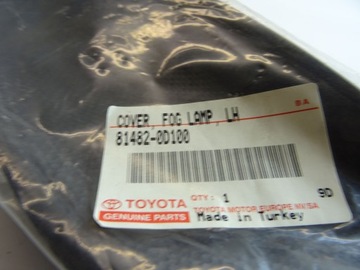 BA
COVER, FOG LAMP, LH
81482-0D100
TOYOTA
GENUINE PARTS
QTY: 1
9D
TOYOTA MOTOR EUROPE NV/SA
Made in Turkey